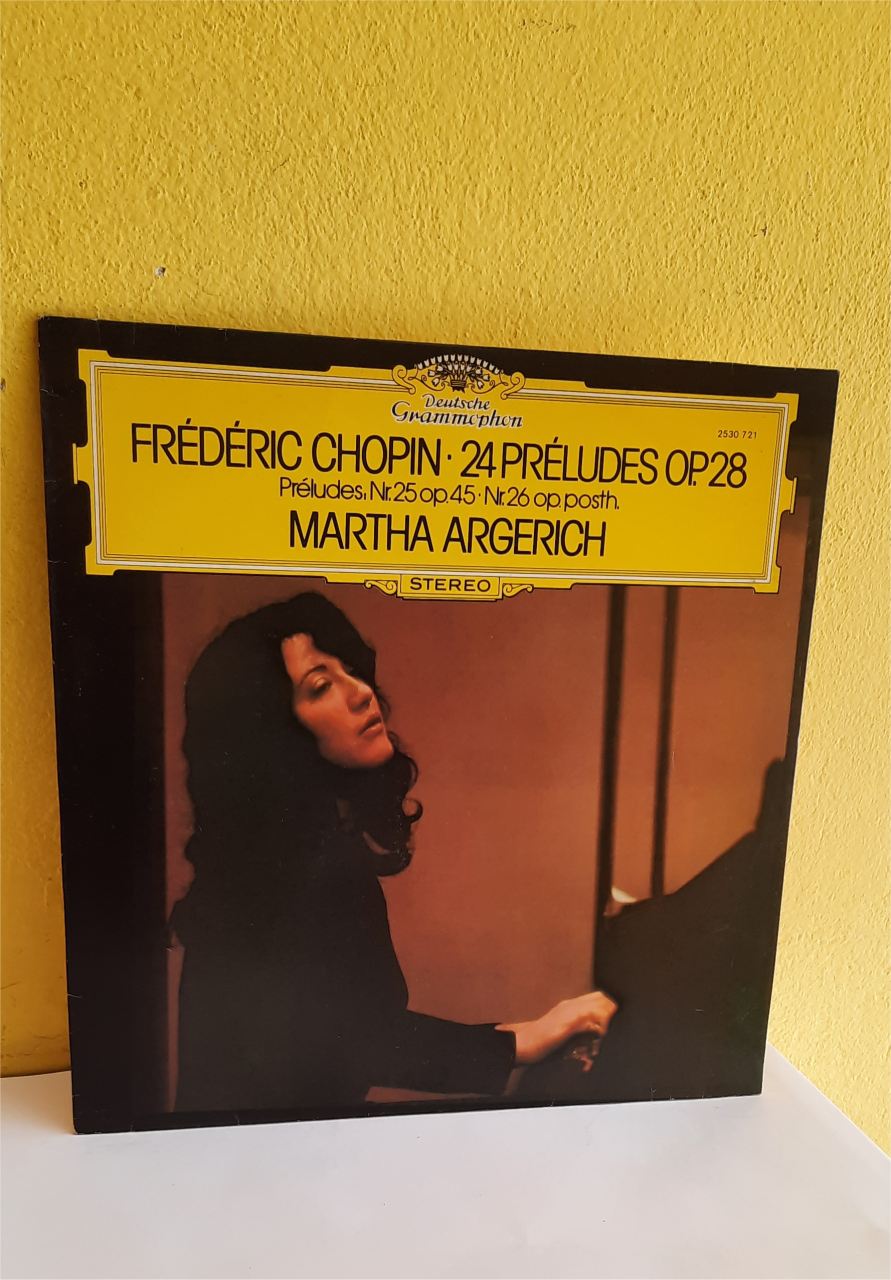 Deutsche
Grammophon
2530 721
FRÉDÉRIC CHOPIN · 24 PRÉLUDES OP. 28
Préludes, Nr. 25 op. 45 · Nr. 26 op. posth.
MARTHA ARGERICH
STEREO